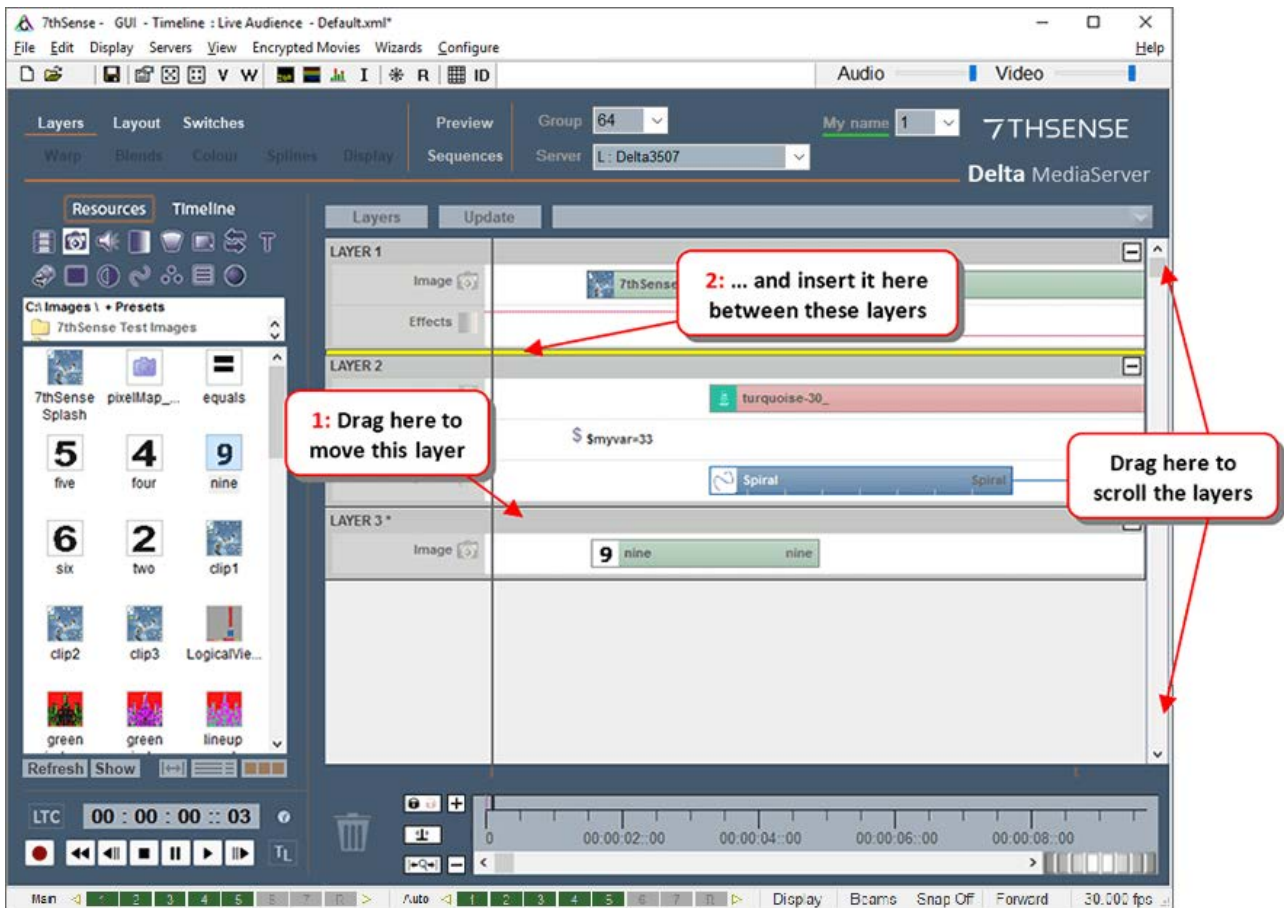 7thSense - GUI - Timeline : Live Audience - Default.xml*
File Edit Display Servers View Encrypted Movies Wizards Configure Help
V W I R ID Audio Video
Layers Layout Switches Preview Group 64 My name 1 7THSENSE
Warp Blends Colour Splines Display Sequences Server L : Delta3507
Delta MediaServer
Resources Timeline
Layers Update
T
LAYER 1
Image 7thSense
Effects
C:\ Images \ + Presets
7thSense Test Images
2: ... and insert it here
between these layers
LAYER 2
turquoise-30_
$ $myvar=33
Spiral Spiral
1: Drag here to
move this layer
Drag here to
scroll the layers
LAYER 3 *
Image 9 nine nine
7thSense
Splash
pixelMap_... equals
5 4 9
five four nine
6 2
six two clip1
clip2 clip3 LogicalVie...
green green lineup
Refresh Show
LTC 00 : 00 : 00 :: 03
TL
0 00:00:02::00 00:00:04::00 00:00:06::00 00:00:08::00
Main 1 2 3 4 5 6 7 R Auto 1 2 3 4 5 6 7 R Display Beams Snap Off Forward 30.000 fps